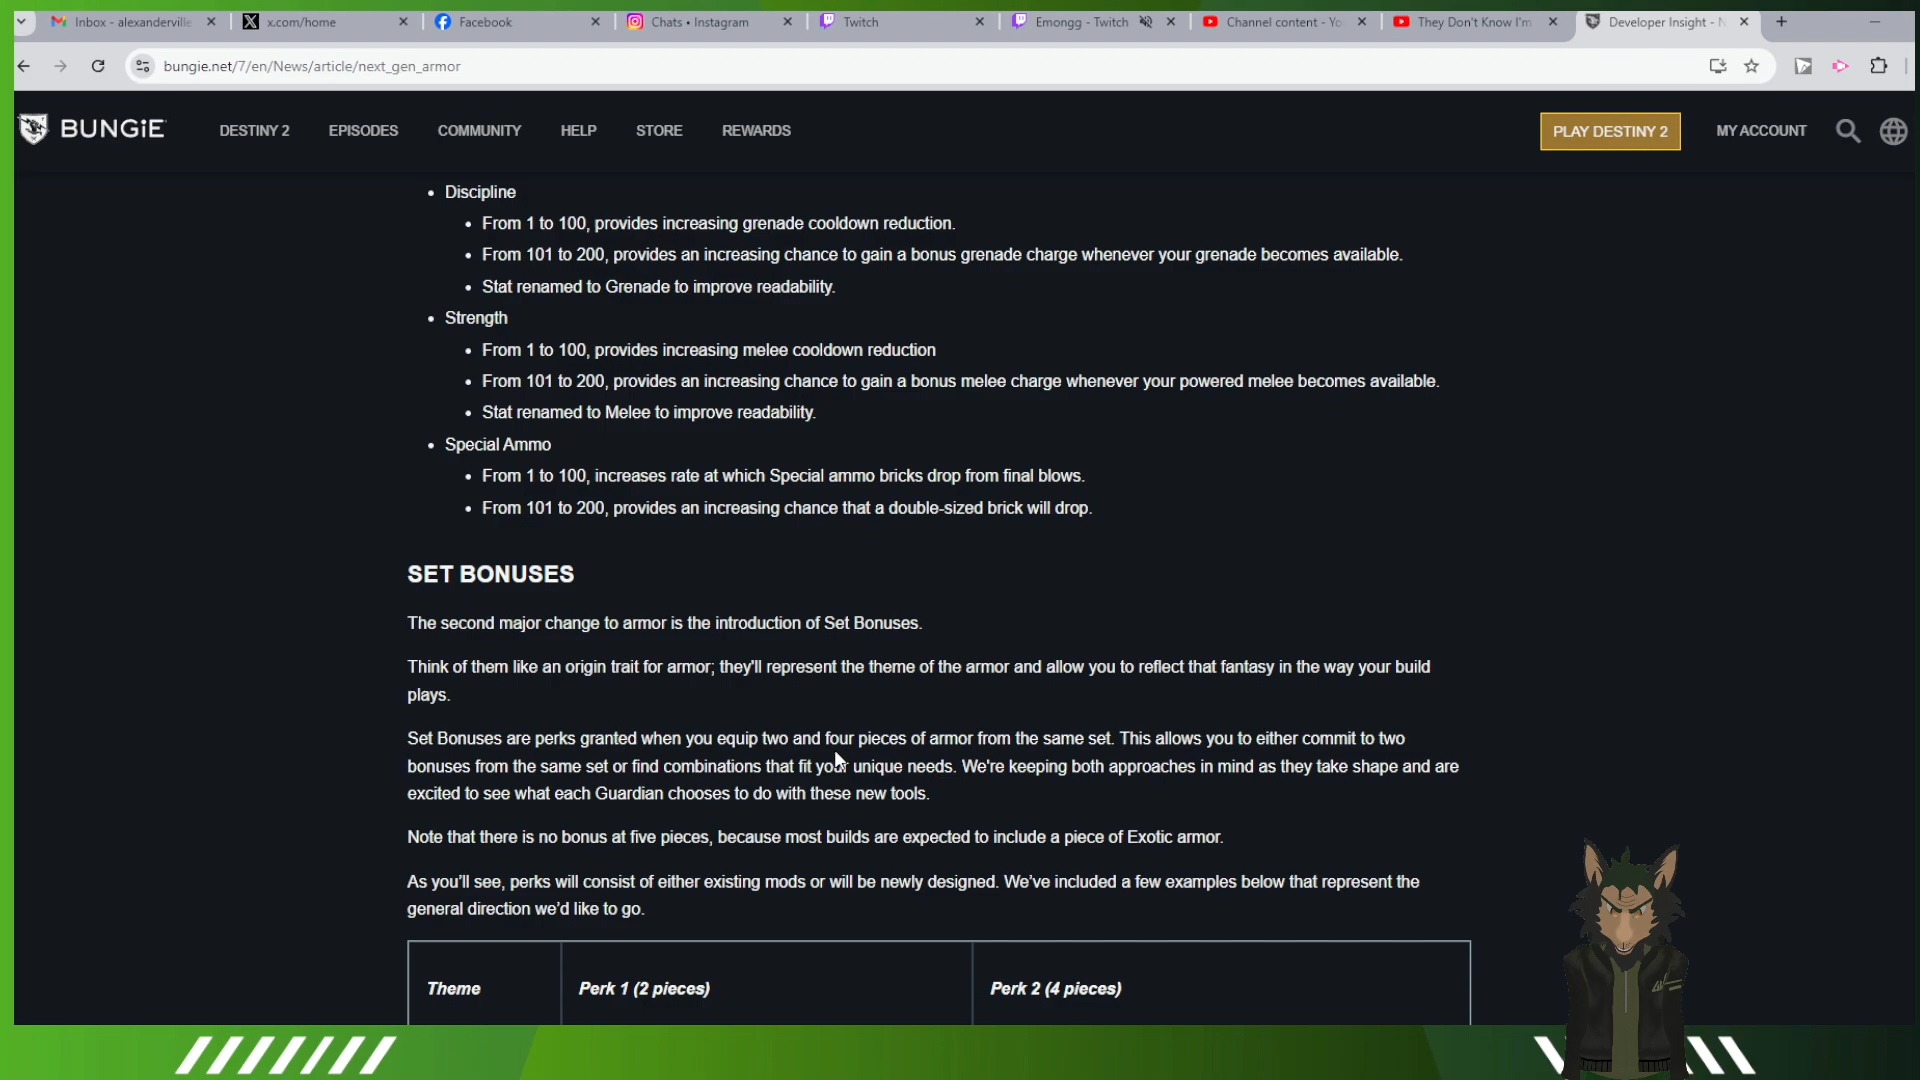 Inbox - alexanderville
x.com/home
Facebook
Chats • Instagram
Twitch
Emongg - Twitch
Channel content - Yo
They Don't Know I'm
Developer Insight - N
bungie.net/7/en/News/article/next_gen_armor
BUNGiE
DESTINY 2
EPISODES
COMMUNITY
HELP
STORE
REWARDS
PLAY DESTINY 2
MY ACCOUNT
• Discipline
• From 1 to 100, provides increasing grenade cooldown reduction.
• From 101 to 200, provides an increasing chance to gain a bonus grenade charge whenever your grenade becomes available.
• Stat renamed to Grenade to improve readability.
• Strength
• From 1 to 100, provides increasing melee cooldown reduction
• From 101 to 200, provides an increasing chance to gain a bonus melee charge whenever your powered melee becomes available.
• Stat renamed to Melee to improve readability.
• Special Ammo
• From 1 to 100, increases rate at which Special ammo bricks drop from final blows.
• From 101 to 200, provides an increasing chance that a double-sized brick will drop.
SET BONUSES
The second major change to armor is the introduction of Set Bonuses.
Think of them like an origin trait for armor; they'll represent the theme of the armor and allow you to reflect that fantasy in the way your build
plays.
Set Bonuses are perks granted when you equip two and four pieces of armor from the same set. This allows you to either commit to two
bonuses from the same set or find combinations that fit your unique needs. We're keeping both approaches in mind as they take shape and are
excited to see what each Guardian chooses to do with these new tools.
Note that there is no bonus at five pieces, because most builds are expected to include a piece of Exotic armor.
As you'll see, perks will consist of either existing mods or will be newly designed. We've included a few examples below that represent the
general direction we'd like to go.
Theme
Perk 1 (2 pieces)
Perk 2 (4 pieces)